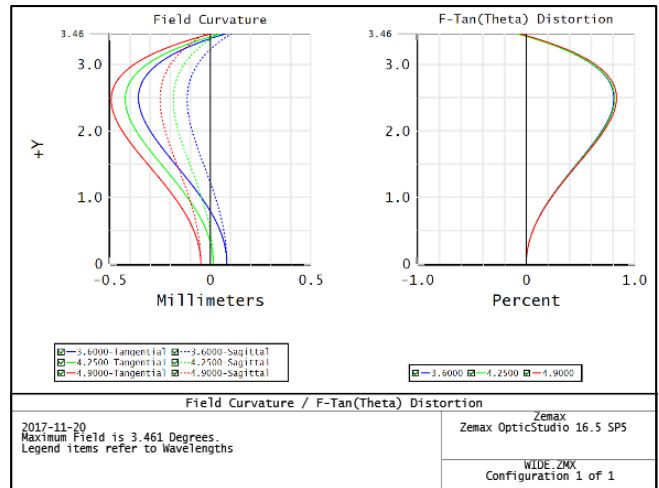 Field Curvature
F-Tan(Theta) Distortion
3.46
3.46
3.0
3.0
2.0
2.0
+Y
1.0
1.0
0
0
-0.5
0
0.5
-1.0
0
1.0
Millimeters
Percent
3.6000-Tangential 3.6000-Sagittal
4.2500-Tangential 4.2500-Sagittal
4.9000-Tangential 4.9000-Sagittal
3.6000 4.2500 4.9000
Field Curvature / F-Tan(Theta) Distortion
2017-11-20
Maximum Field is 3.461 Degrees.
Legend items refer to Wavelengths
Zemax
Zemax OpticStudio 16.5 SP5
WIDE.ZMX
Configuration 1 of 1